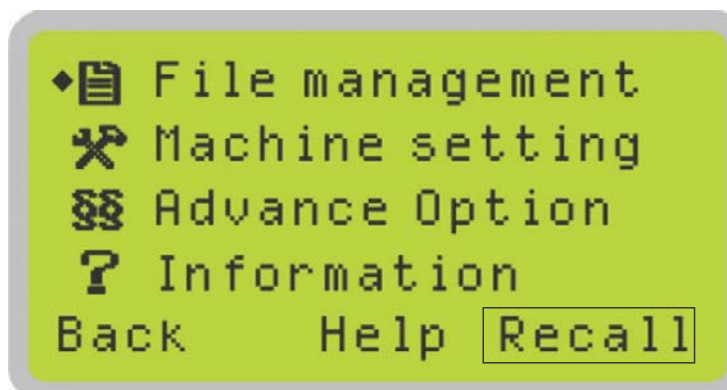 File management
Machine setting
Advance Option
? Information
Back Help Recall